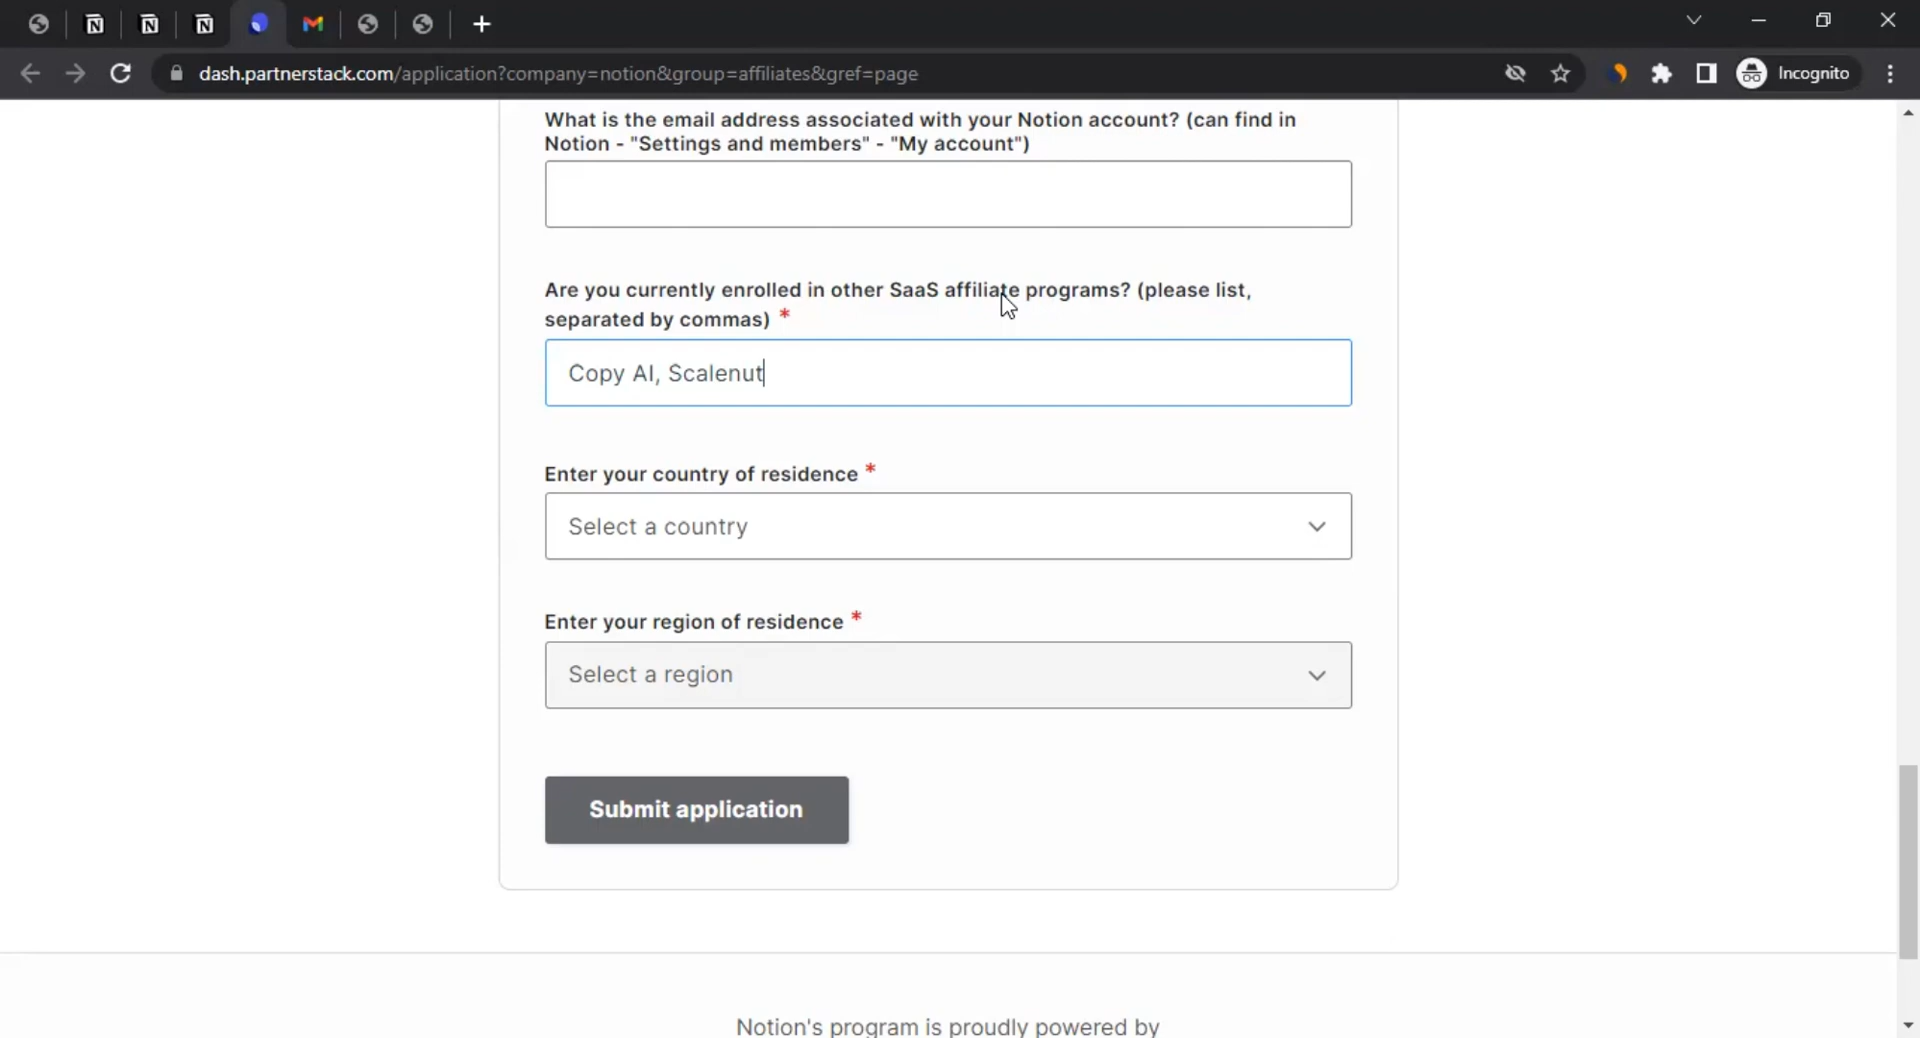 dash.partnerstack.com/application?company=notion&group=affiliates&gref=page
Incognito
What is the email address associated with your Notion account? (can find in
Notion - "Settings and members" - "My account")
Are you currently enrolled in other SaaS affiliate programs? (please list,
separated by commas) *
Copy AI, Scalenut
Enter your country of residence *
Select a country
Enter your region of residence *
Select a region
Submit application
Notion's program is proudly powered by